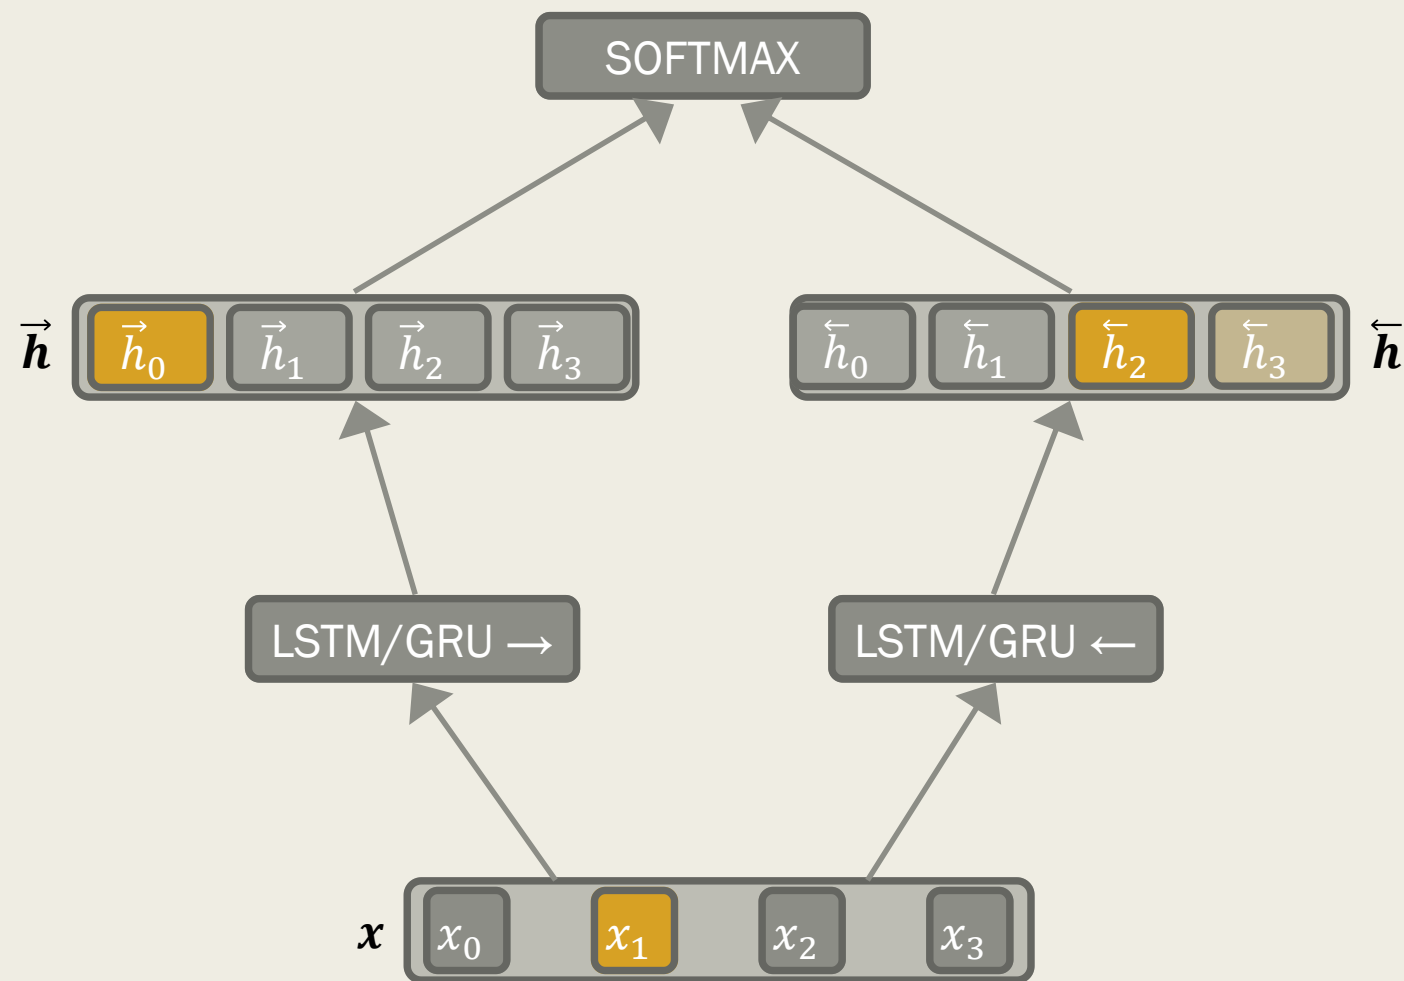 SOFTMAX
h⃗ h⃗₀ h⃗₁ h⃗₂ h⃗₃
h⃖₀ h⃖₁ h⃖₂ h⃖₃ h⃖
LSTM/GRU →
LSTM/GRU ←
x x₀ x₁ x₂ x₃